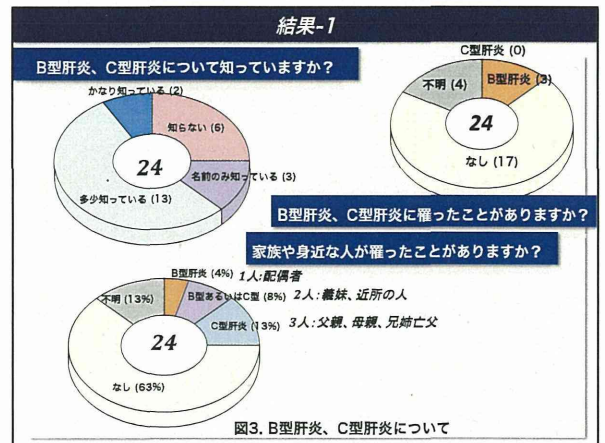 結果-1
B型肝炎、C型肝炎について知っていますか？
かなり知っている (2)
知らない (6)
24
名前のみ知っている (3)
多少知っている (13)
C型肝炎 (0)
不明 (4)
B型肝炎 (3)
24
なし (17)
B型肝炎、C型肝炎に罹ったことがありますか？
家族や身近な人が罹ったことがありますか？
B型肝炎 (4%) 1人:配偶者
不明 (13%)
B型あるいはC型 (8%) 2人：義妹、近所の人
C型肝炎 (13%) 3人：父親、母親、兄姉亡父
24
なし (63%)
図3. B型肝炎、C型肝炎について